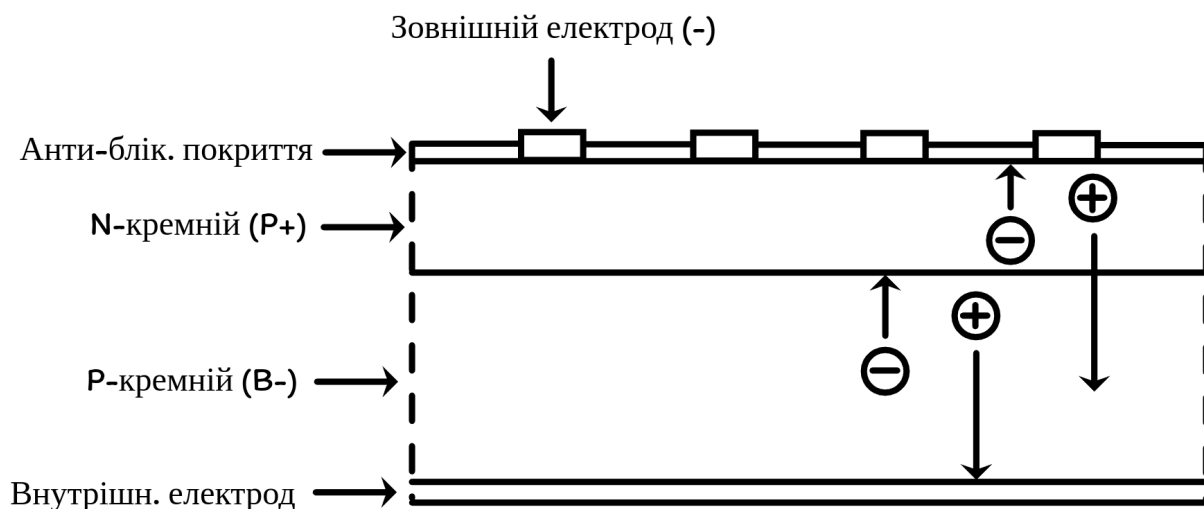 Зовнішній електрод (-)
Анти-блік. покриття
N-кремній (P+)
P-кремній (B-)
Внутрішн. електрод